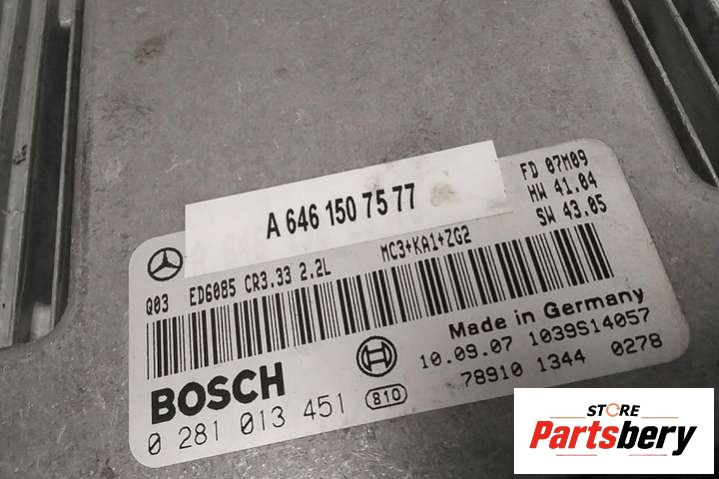 A 646 150 75 77
FD 07M09
HW 41.04
SW 43.05
Q03 ED6085 CR3.33 2.2L MC3+KA1+ZG2
Made in Germany
BOSCH
10.09.07 1039S14057
0 281 013 451 810
78910 1344 0278
STORE
Partsbery